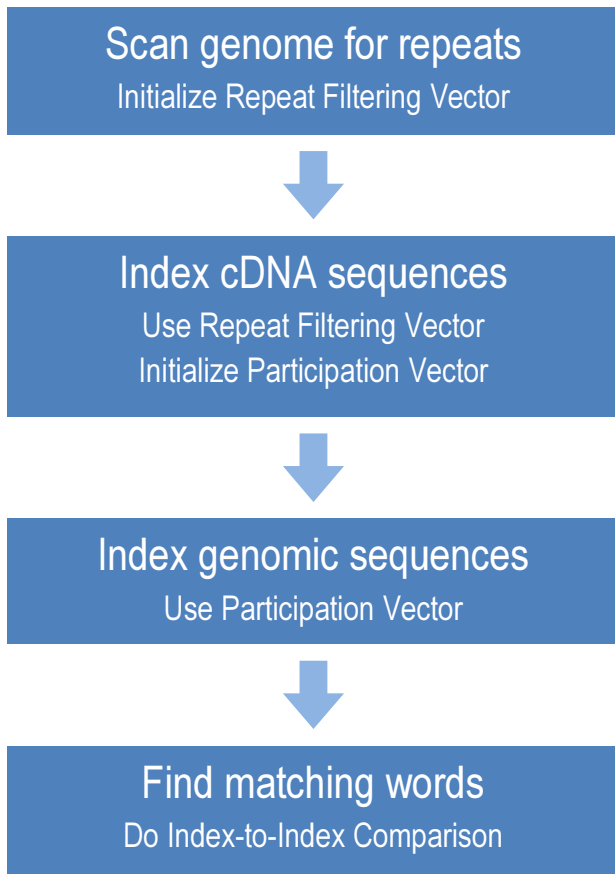 Scan genome for repeats
Initialize Repeat Filtering Vector
Index cDNA sequences
Use Repeat Filtering Vector
Initialize Participation Vector
Index genomic sequences
Use Participation Vector
Find matching words
Do Index-to-Index Comparison